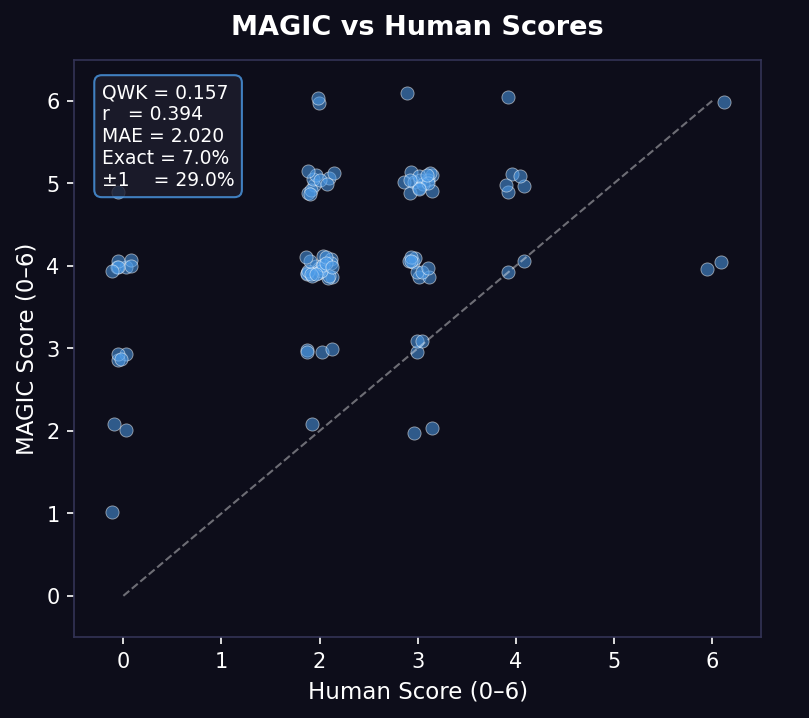 MAGIC vs Human Scores
QWK = 0.157
r = 0.394
MAE = 2.020
Exact = 7.0%
±1 = 29.0%
MAGIC Score (0–6)
6
5
4
3
2
1
0
0 1 2 3 4 5 6
Human Score (0–6)